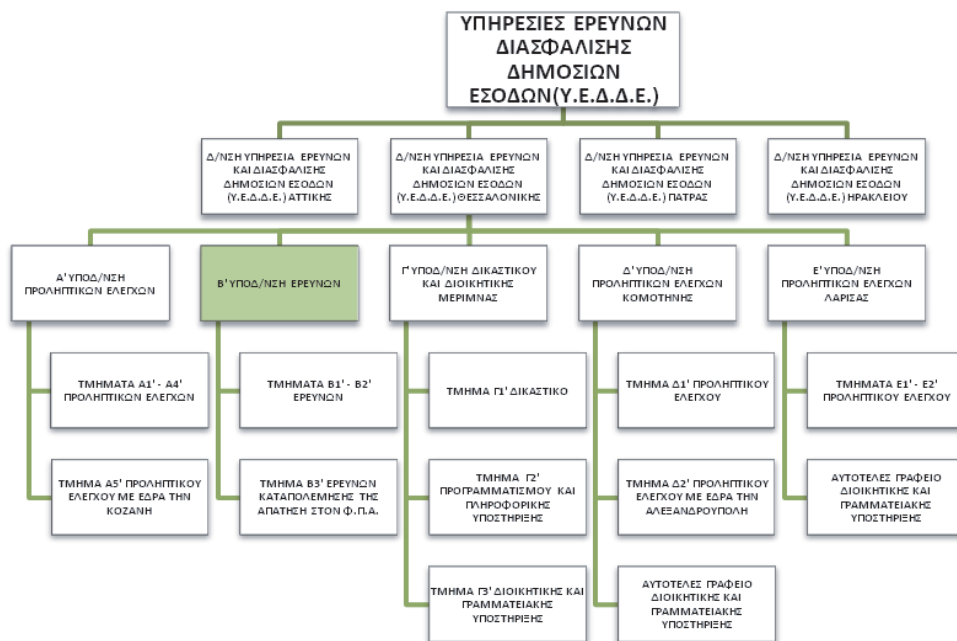 ΥΠΗΡΕΣΙΕΣ ΕΡΕΥΝΩΝ
ΔΙΑΣΦΑΛΙΣΗΣ
ΔΗΜΟΣΙΩΝ
ΕΣΟΔΩΝ(Υ.Ε.Δ.Δ.Ε.)
Δ/ΝΣΗ ΥΠΗΡΕΣΙΑ ΕΡΕΥΝΩΝ
ΚΑΙ ΔΙΑΣΦΑΛΙΣΗΣ
ΔΗΜΟΣΙΩΝ ΕΣΟΔΩΝ
(Υ.Ε.Δ.Δ.Ε.) ΑΤΤΙΚΗΣ
Δ/ΝΣΗ ΥΠΗΡΕΣΙΑ ΕΡΕΥΝΩΝ
ΚΑΙ ΔΙΑΣΦΑΛΙΣΗΣ
ΔΗΜΟΣΙΩΝ ΕΣΟΔΩΝ
(Υ.Ε.Δ.Δ.Ε.) ΘΕΣΣΑΛΟΝΙΚΗΣ
Δ/ΝΣΗ ΥΠΗΡΕΣΙΑ ΕΡΕΥΝΩΝ
ΚΑΙ ΔΙΑΣΦΑΛΙΣΗΣ
ΔΗΜΟΣΙΩΝ ΕΣΟΔΩΝ
(Υ.Ε.Δ.Δ.Ε.) ΠΑΤΡΑΣ
Δ/ΝΣΗ ΥΠΗΡΕΣΙΑ ΕΡΕΥΝΩΝ
ΚΑΙ ΔΙΑΣΦΑΛΙΣΗΣ
ΔΗΜΟΣΙΩΝ ΕΣΟΔΩΝ
(Υ.Ε.Δ.Δ.Ε.) ΗΡΑΚΛΕΙΟΥ
Α' ΥΠΟΔ/ΝΣΗ
ΠΡΟΛΗΠΤΙΚΩΝ ΕΛΕΓΧΩΝ
Β' ΥΠΟΔ/ΝΣΗ ΕΡΕΥΝΩΝ
Γ' ΥΠΟΔ/ΝΣΗ ΔΙΚΑΣΤΙΚΟΥ
ΚΑΙ ΔΙΟΙΚΗΤΙΚΗΣ
ΜΕΡΙΜΝΑΣ
Δ' ΥΠΟΔ/ΝΣΗ
ΠΡΟΛΗΠΤΙΚΩΝ ΕΛΕΓΧΩΝ
ΚΟΜΟΤΗΝΗΣ
Ε' ΥΠΟΔ/ΝΣΗ
ΠΡΟΛΗΠΤΙΚΩΝ ΕΛΕΓΧΩΝ
ΛΑΡΙΣΑΣ
ΤΜΗΜΑΤΑ Α1' - Α4'
ΠΡΟΛΗΠΤΙΚΩΝ ΕΛΕΓΧΩΝ
ΤΜΗΜΑΤΑ Β1' - Β2'
ΕΡΕΥΝΩΝ
ΤΜΗΜΑ Γ1' ΔΙΚΑΣΤΙΚΟ
ΤΜΗΜΑ Δ1' ΠΡΟΛΗΠΤΙΚΟΥ
ΕΛΕΓΧΟΥ
ΤΜΗΜΑΤΑ Ε1' - Ε2'
ΠΡΟΛΗΠΤΙΚΟΥ ΕΛΕΓΧΟΥ
ΤΜΗΜΑ Α5' ΠΡΟΛΗΠΤΙΚΟΥ
ΕΛΕΓΧΟΥ ΜΕ ΕΔΡΑ ΤΗΝ
ΚΟΖΑΝΗ
ΤΜΗΜΑ Β3' ΕΡΕΥΝΩΝ
ΚΑΤΑΠΟΛΕΜΗΣΗΣ ΤΗΣ
ΑΠΑΤΗΣΗ ΣΤΟΝ Φ.Π.Α.
ΤΜΗΜΑ Γ2'
ΠΡΟΓΡΑΜΜΑΤΙΣΜΟΥ ΚΑΙ
ΠΛΗΡΟΦΟΡΙΚΗΣ
ΥΠΟΣΤΗΡΙΞΗΣ
ΤΜΗΜΑ Δ2' ΠΡΟΛΗΠΤΙΚΟΥ
ΕΛΕΓΧΟΥ ΜΕ ΕΔΡΑ ΤΗΝ
ΑΛΕΞΑΝΔΡΟΥΠΟΛΗ
ΑΥΤΟΤΕΛΕΣ ΓΡΑΦΕΙΟ
ΔΙΟΙΚΗΤΙΚΗΣ ΚΑΙ
ΓΡΑΜΜΑΤΕΙΑΚΗΣ
ΥΠΟΣΤΗΡΙΞΗΣ
ΤΜΗΜΑ Γ3' ΔΙΟΙΚΗΤΙΚΗΣ ΚΑΙ
ΓΡΑΜΜΑΤΕΙΑΚΗΣ
ΥΠΟΣΤΗΡΙΞΗΣ
ΑΥΤΟΤΕΛΕΣ ΓΡΑΦΕΙΟ
ΔΙΟΙΚΗΤΙΚΗΣ ΚΑΙ
ΓΡΑΜΜΑΤΕΙΑΚΗΣ
ΥΠΟΣΤΗΡΙΞΗΣ